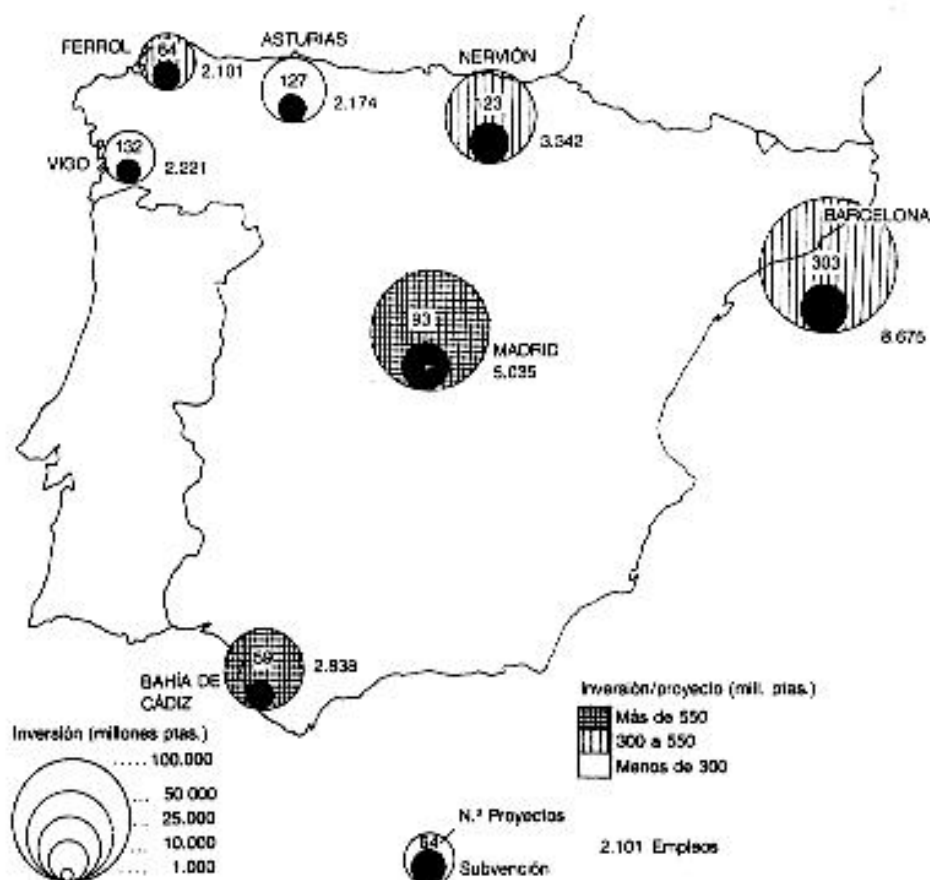 FERROL
64
2.101
ASTURIAS
127
2.174
NERVIÓN
123
3.342
VIGO
132
2.221
BARCELONA
303
8.675
93
MADRID
5.035
BAHÍA DE
CÁDIZ
59
2.838
Inversión/proyecto (mill. ptas.)
Más de 550
300 a 550
Menos de 300
Inversión (millones ptas.)
100.000
50 000
25.000
10.000
1.000
N.º Proyectos
64
Subvención
2.101 Empleos